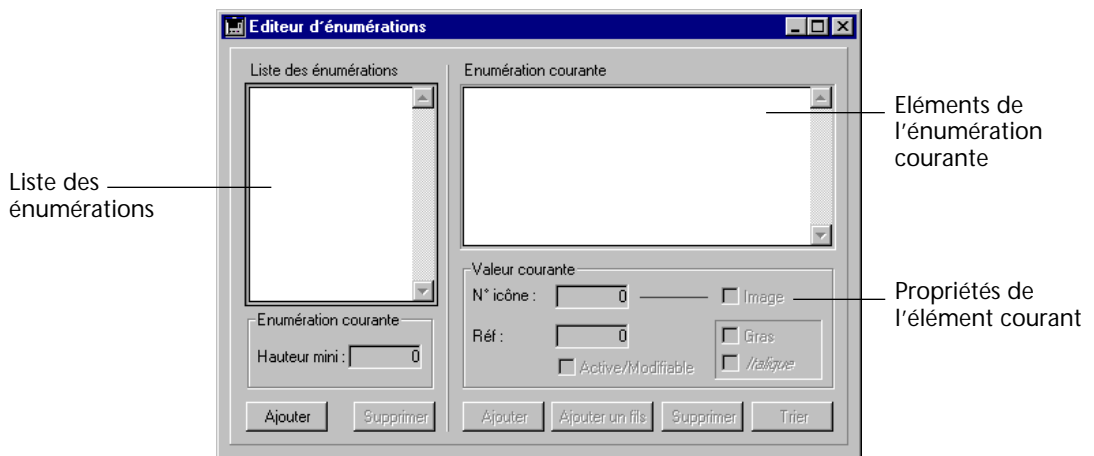 Editeur d'énumérations
Liste des énumérations
Enumération courante
Eléments de
l'énumération
courante
Liste des
énumérations
Valeur courante
N° icône : 0
Image
Propriétés de
l'élément courant
Enumération courante
Hauteur mini : 0
Réf : 0
Gras
Active/Modifiable
Italique
Ajouter
Supprimer
Ajouter
Ajouter un fils
Supprimer
Trier